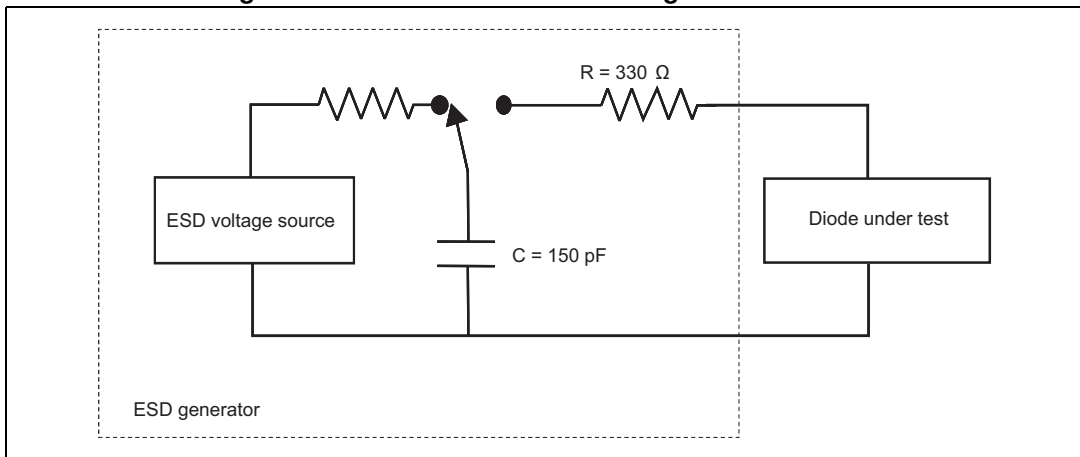 R = 330 Ω
ESD voltage source
Diode under test
C = 150 pF
ESD generator